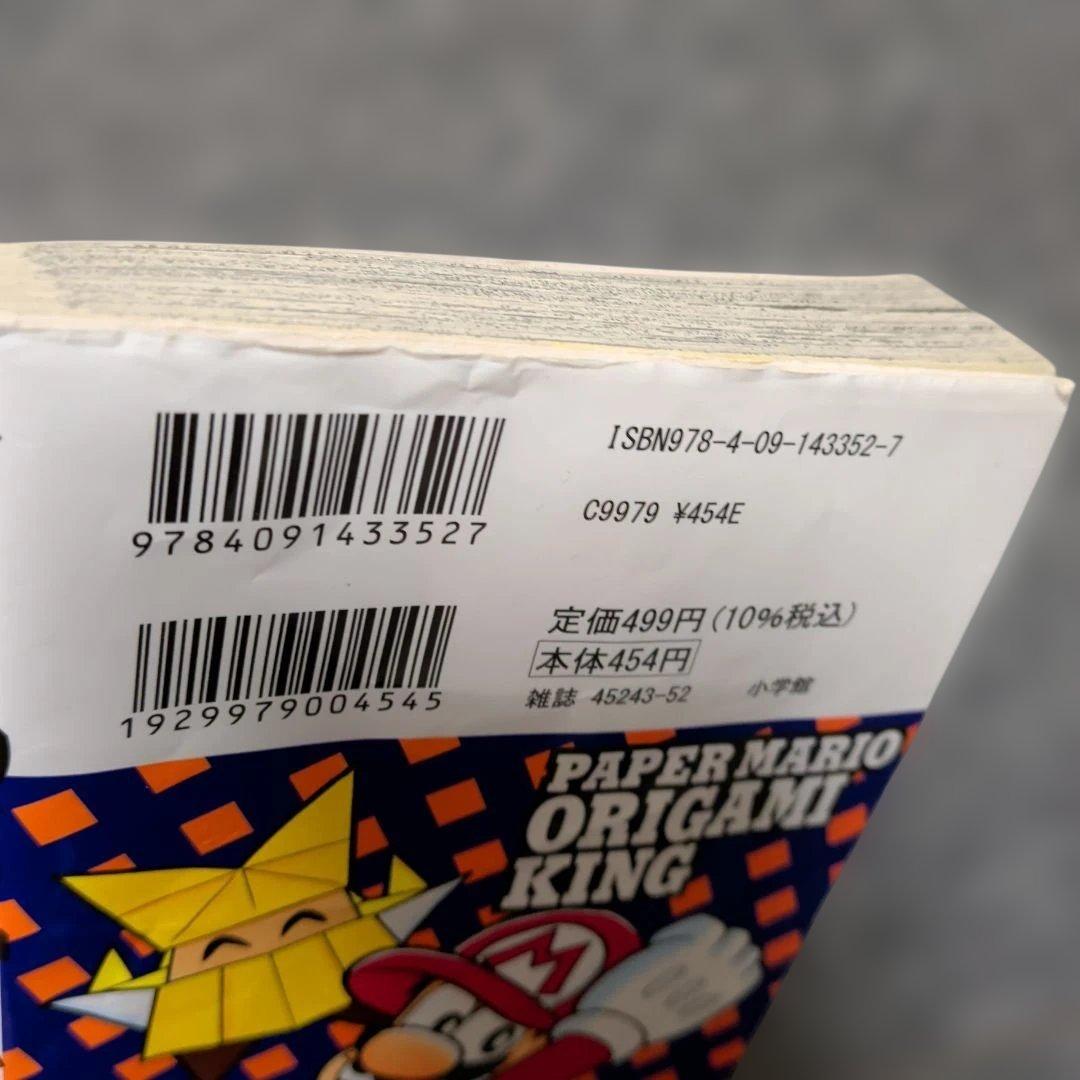 ISBN978-4-09-143352-7
9784091433527
C9979 ¥454E
定価499円(10%税込)
本体454円
雑誌 45243-52 小学館
1929979004545
PAPER MARIO
ORIGAMI
KING
M